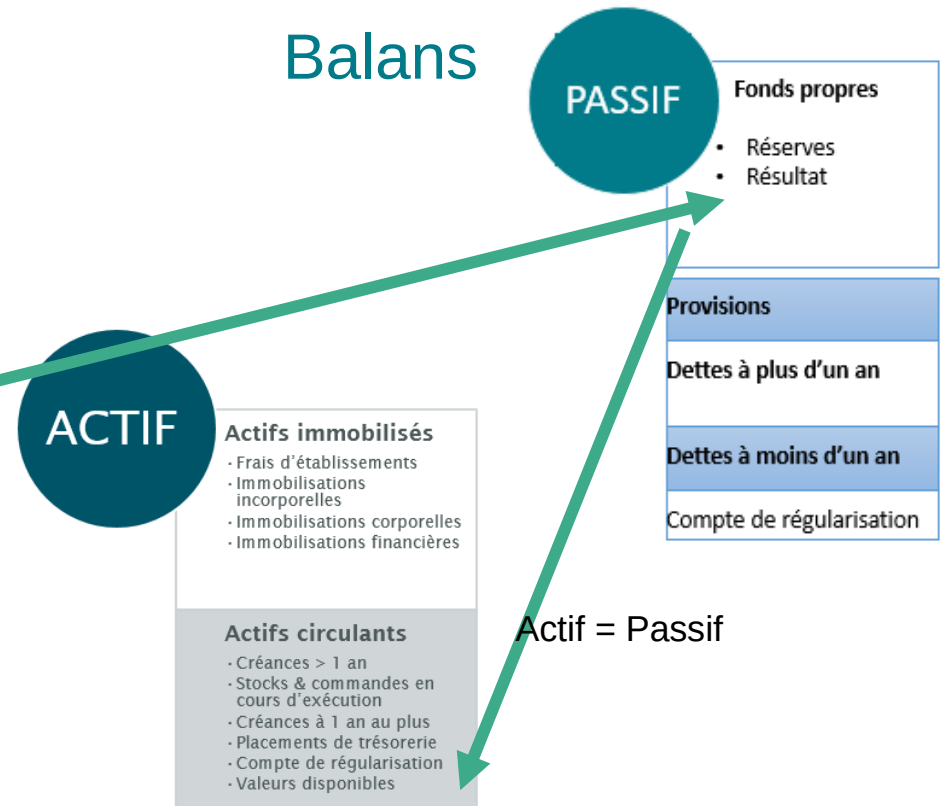 Balans
PASSIF
Fonds propres
• Réserves
• Résultat
Provisions
Dettes à plus d’un an
Dettes à moins d’un an
Compte de régularisation
ACTIF
Actifs immobilisés
· Frais d’établissements
· Immobilisations
incorporelles
· Immobilisations corporelles
· Immobilisations financières
Actifs circulants
· Créances > 1 an
· Stocks & commandes en
cours d’exécution
· Créances à 1 an au plus
· Placements de trésorerie
· Compte de régularisation
· Valeurs disponibles
Actif = Passif